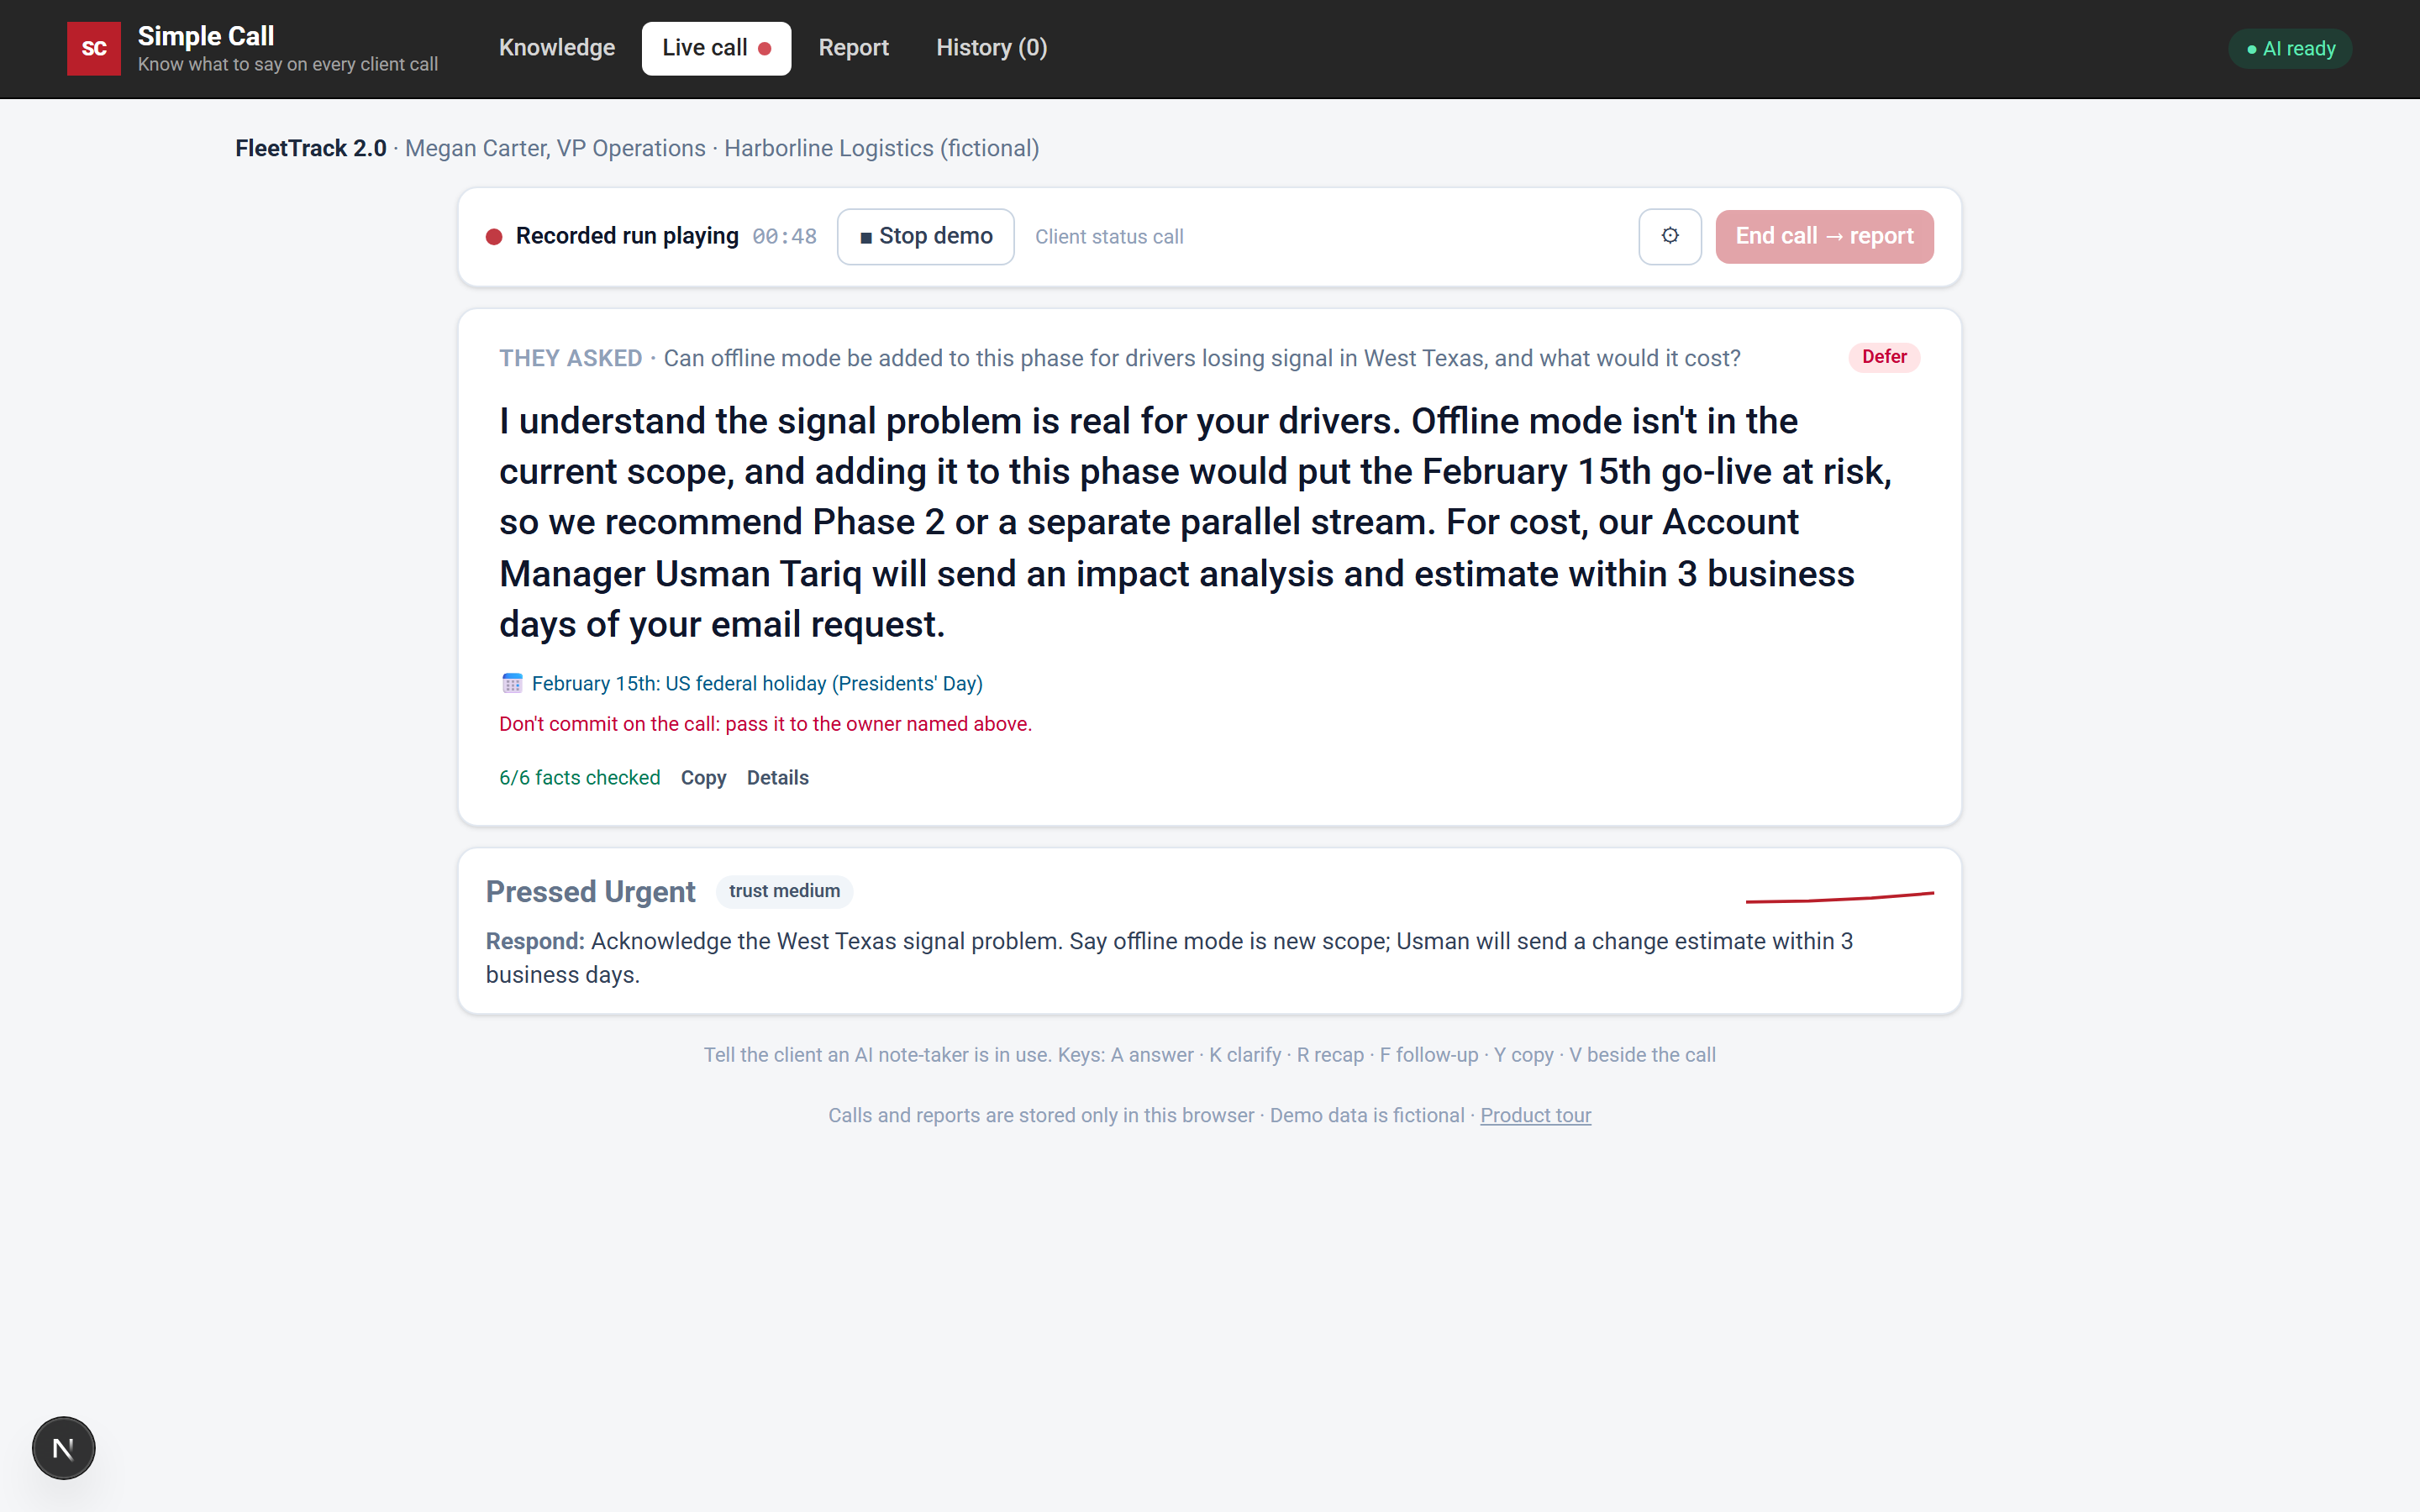 SC
Simple Call
Know what to say on every client call
Knowledge
Live call
Report
History (0)
AI ready
FleetTrack 2.0 · Megan Carter, VP Operations · Harborline Logistics (fictional)
Recorded run playing 00:48
Stop demo
Client status call
End call → report
THEY ASKED · Can offline mode be added to this phase for drivers losing signal in West Texas, and what would it cost?
Defer
I understand the signal problem is real for your drivers. Offline mode isn't in the
current scope, and adding it to this phase would put the February 15th go-live at risk,
so we recommend Phase 2 or a separate parallel stream. For cost, our Account
Manager Usman Tariq will send an impact analysis and estimate within 3 business
days of your email request.
February 15th: US federal holiday (Presidents' Day)
Don't commit on the call: pass it to the owner named above.
6/6 facts checked Copy Details
Pressed Urgent trust medium
Respond: Acknowledge the West Texas signal problem. Say offline mode is new scope; Usman will send a change estimate within 3
business days.
Tell the client an AI note-taker is in use. Keys: A answer · K clarify · R recap · F follow-up · Y copy · V beside the call
Calls and reports are stored only in this browser · Demo data is fictional · Product tour
N